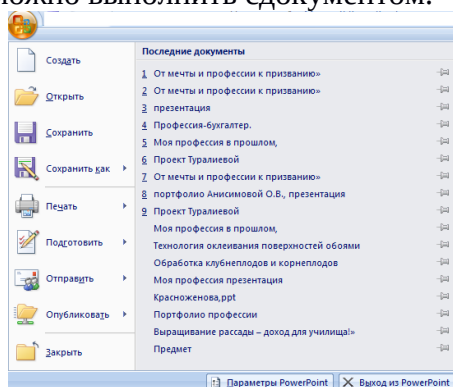 можно выполнить сдокументом.
Создать
Открыть
Сохранить
Сохранить как
Печать
Подготовить
Отправить
Опубликовать
Закрыть
Последние документы
1 От мечты и профессии к призванию»
2 От мечты и профессии к призванию»
3 презентация
4 Профессия-бухгалтер.
5 Моя профессия в прошлом,
6 Проект Туралиевой
7 От мечты и профессии к призванию»
8 портфолио Анисимовой О.В., презентация
9 Проект Туралиевой
Моя профессия в прошлом,
Технология оклеивания поверхностей обоями
Обработка клубнеплодов и корнеплодов
Моя профессия презентация
Красноженова,ppt
Портфолио профессии
Выращивание рассады – доход для училища!»
Предмет
Параметры PowerPoint
Выход из PowerPoint